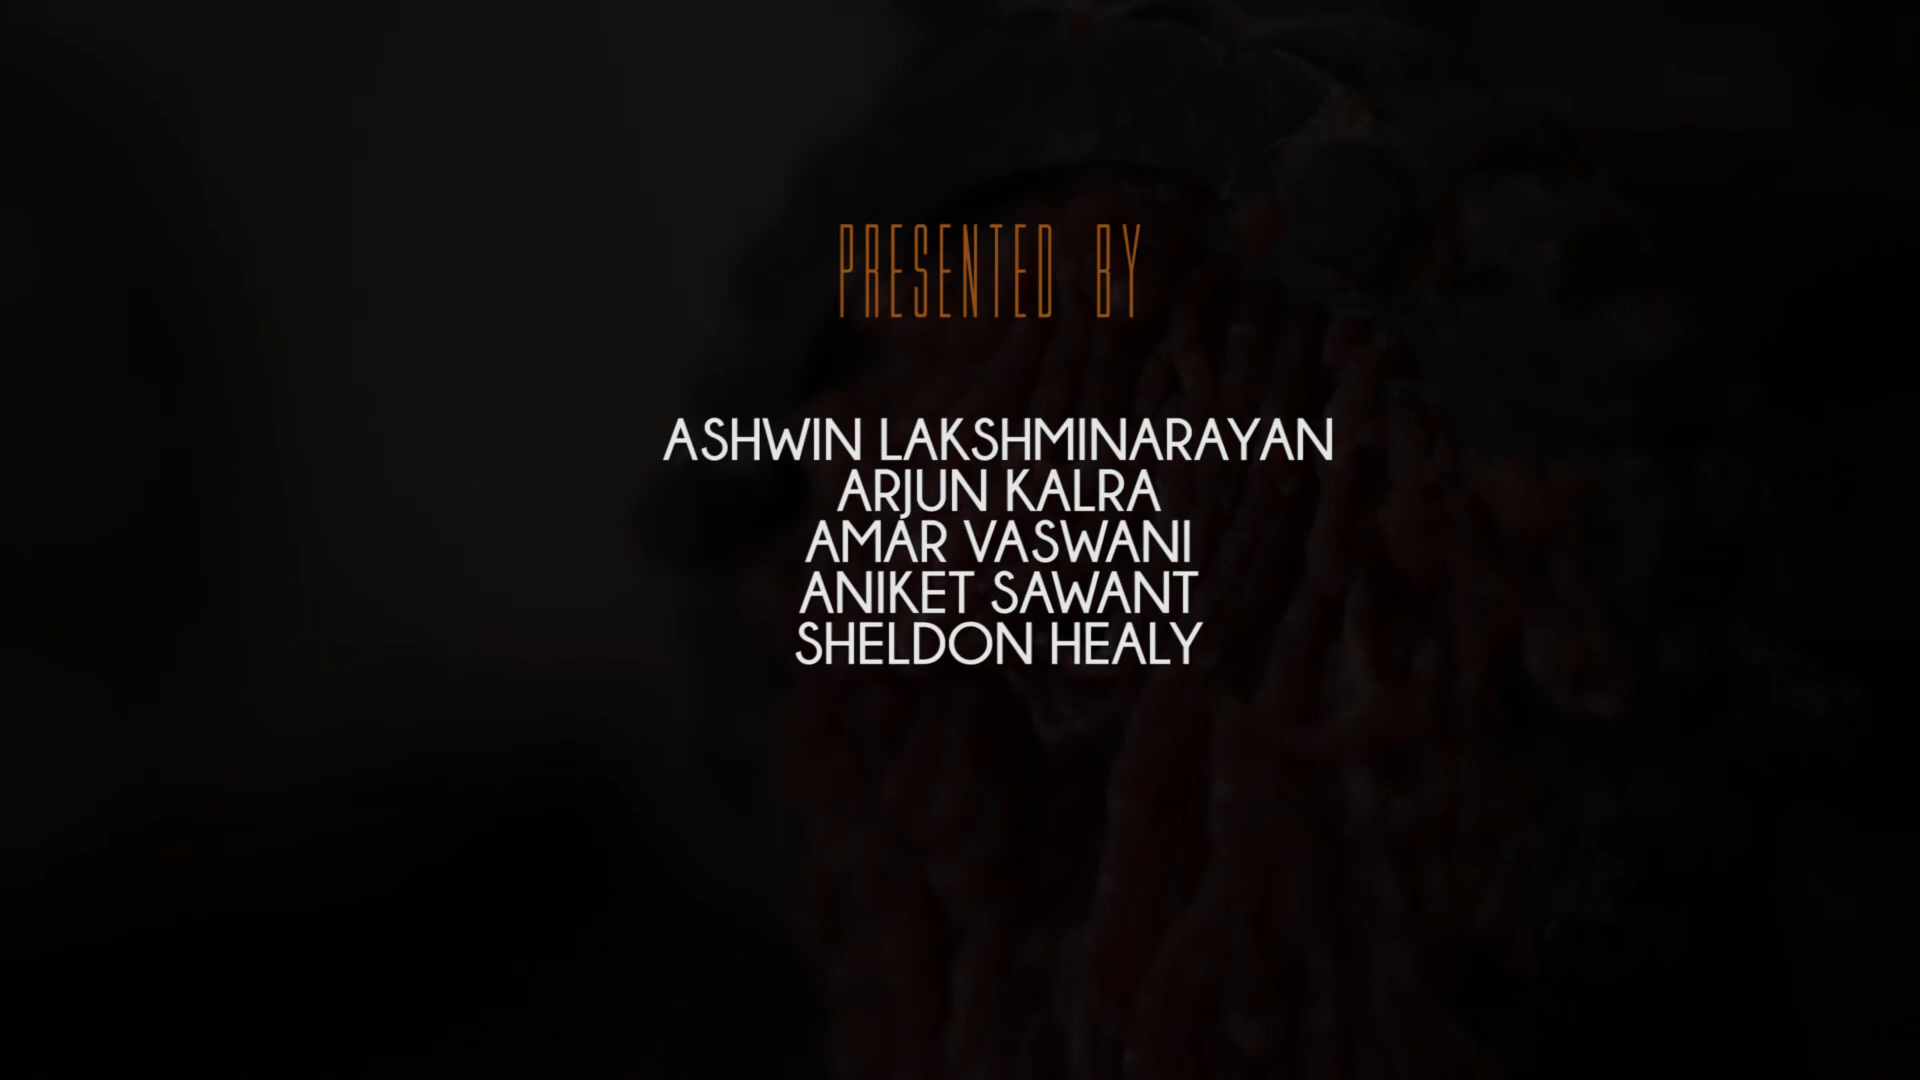 PRESENTED BY
ASHWIN LAKSHMINARAYAN
ARJUN KALRA
AMAR VASWANI
ANIKET SAWANT
SHELDON HEALY